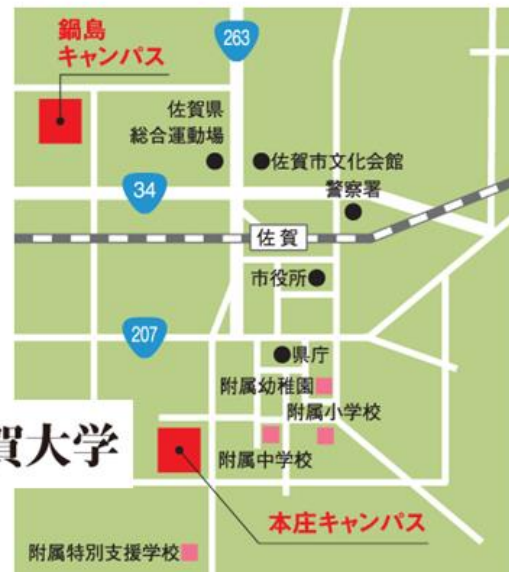 鍋島
キャンパス
263
佐賀県
総合運動場
佐賀市文化会館
警察署
34
佐賀
市役所
207
県庁
附属幼稚園
附属小学校
賀大学
附属中学校
本庄キャンパス
附属特別支援学校